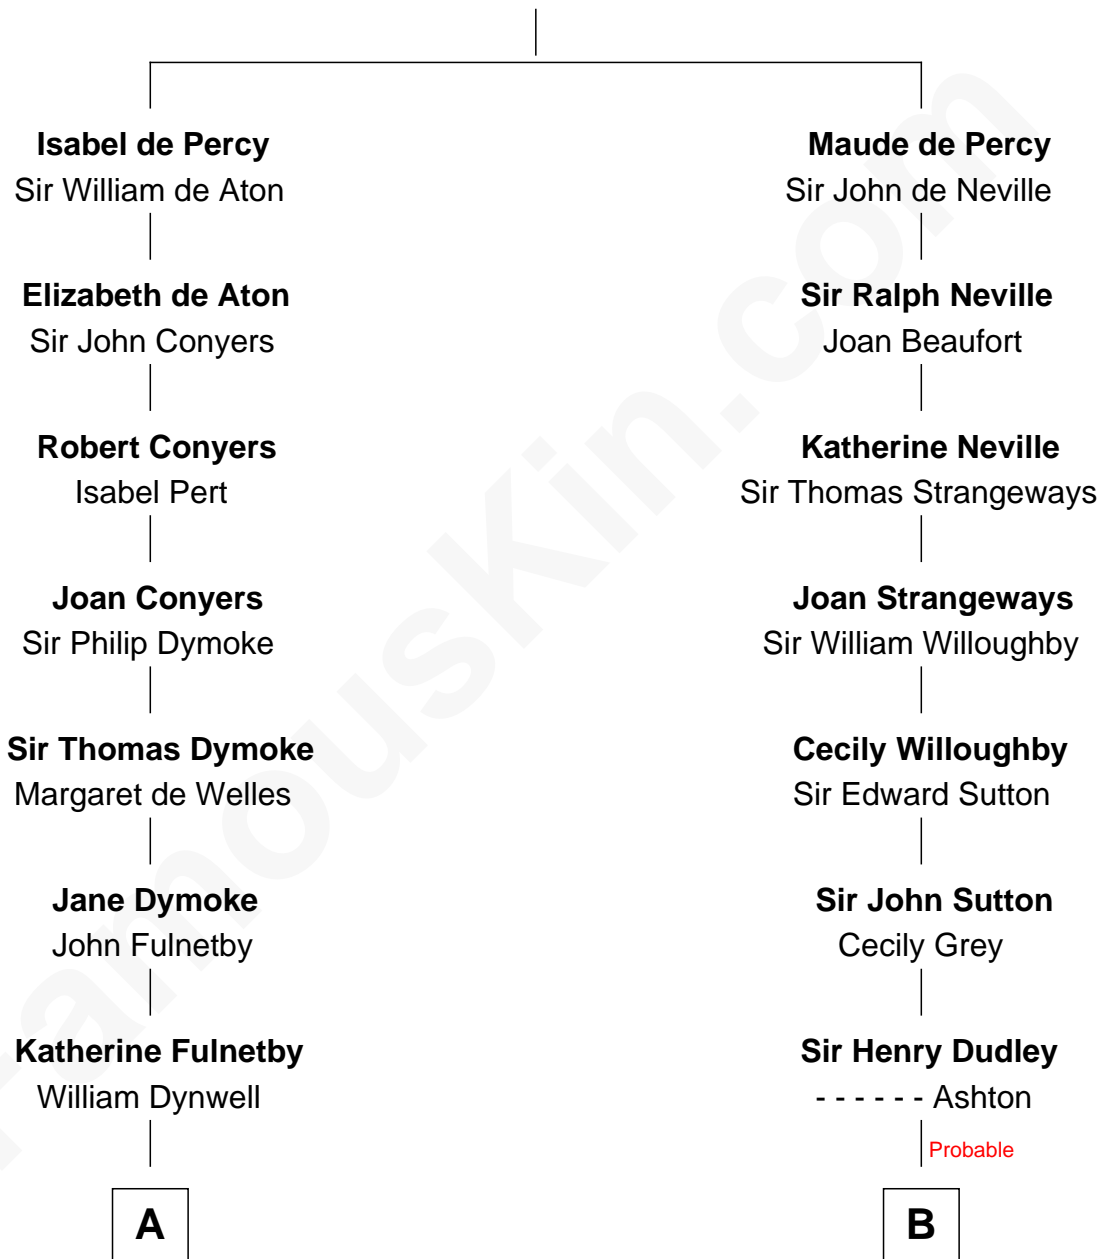 Isabel de Percy
Sir William de Aton
Elizabeth de Aton
Sir John Conyers
Robert Conyers
Isabel Pert
Joan Conyers
Sir Philip Dymoke
Sir Thomas Dymoke
Margaret de Welles
Jane Dymoke
John Fulnetby
Katherine Fulnetby
William Dynwell
A
Maude de Percy
Sir John de Neville
Sir Ralph Neville
Joan Beaufort
Katherine Neville
Sir Thomas Strangeways
Joan Strangeways
Sir William Willoughby
Cecily Willoughby
Sir Edward Sutton
Sir John Sutton
Cecily Grey
Sir Henry Dudley
- - - - - - Ashton
Probable
B
FamousKin.com